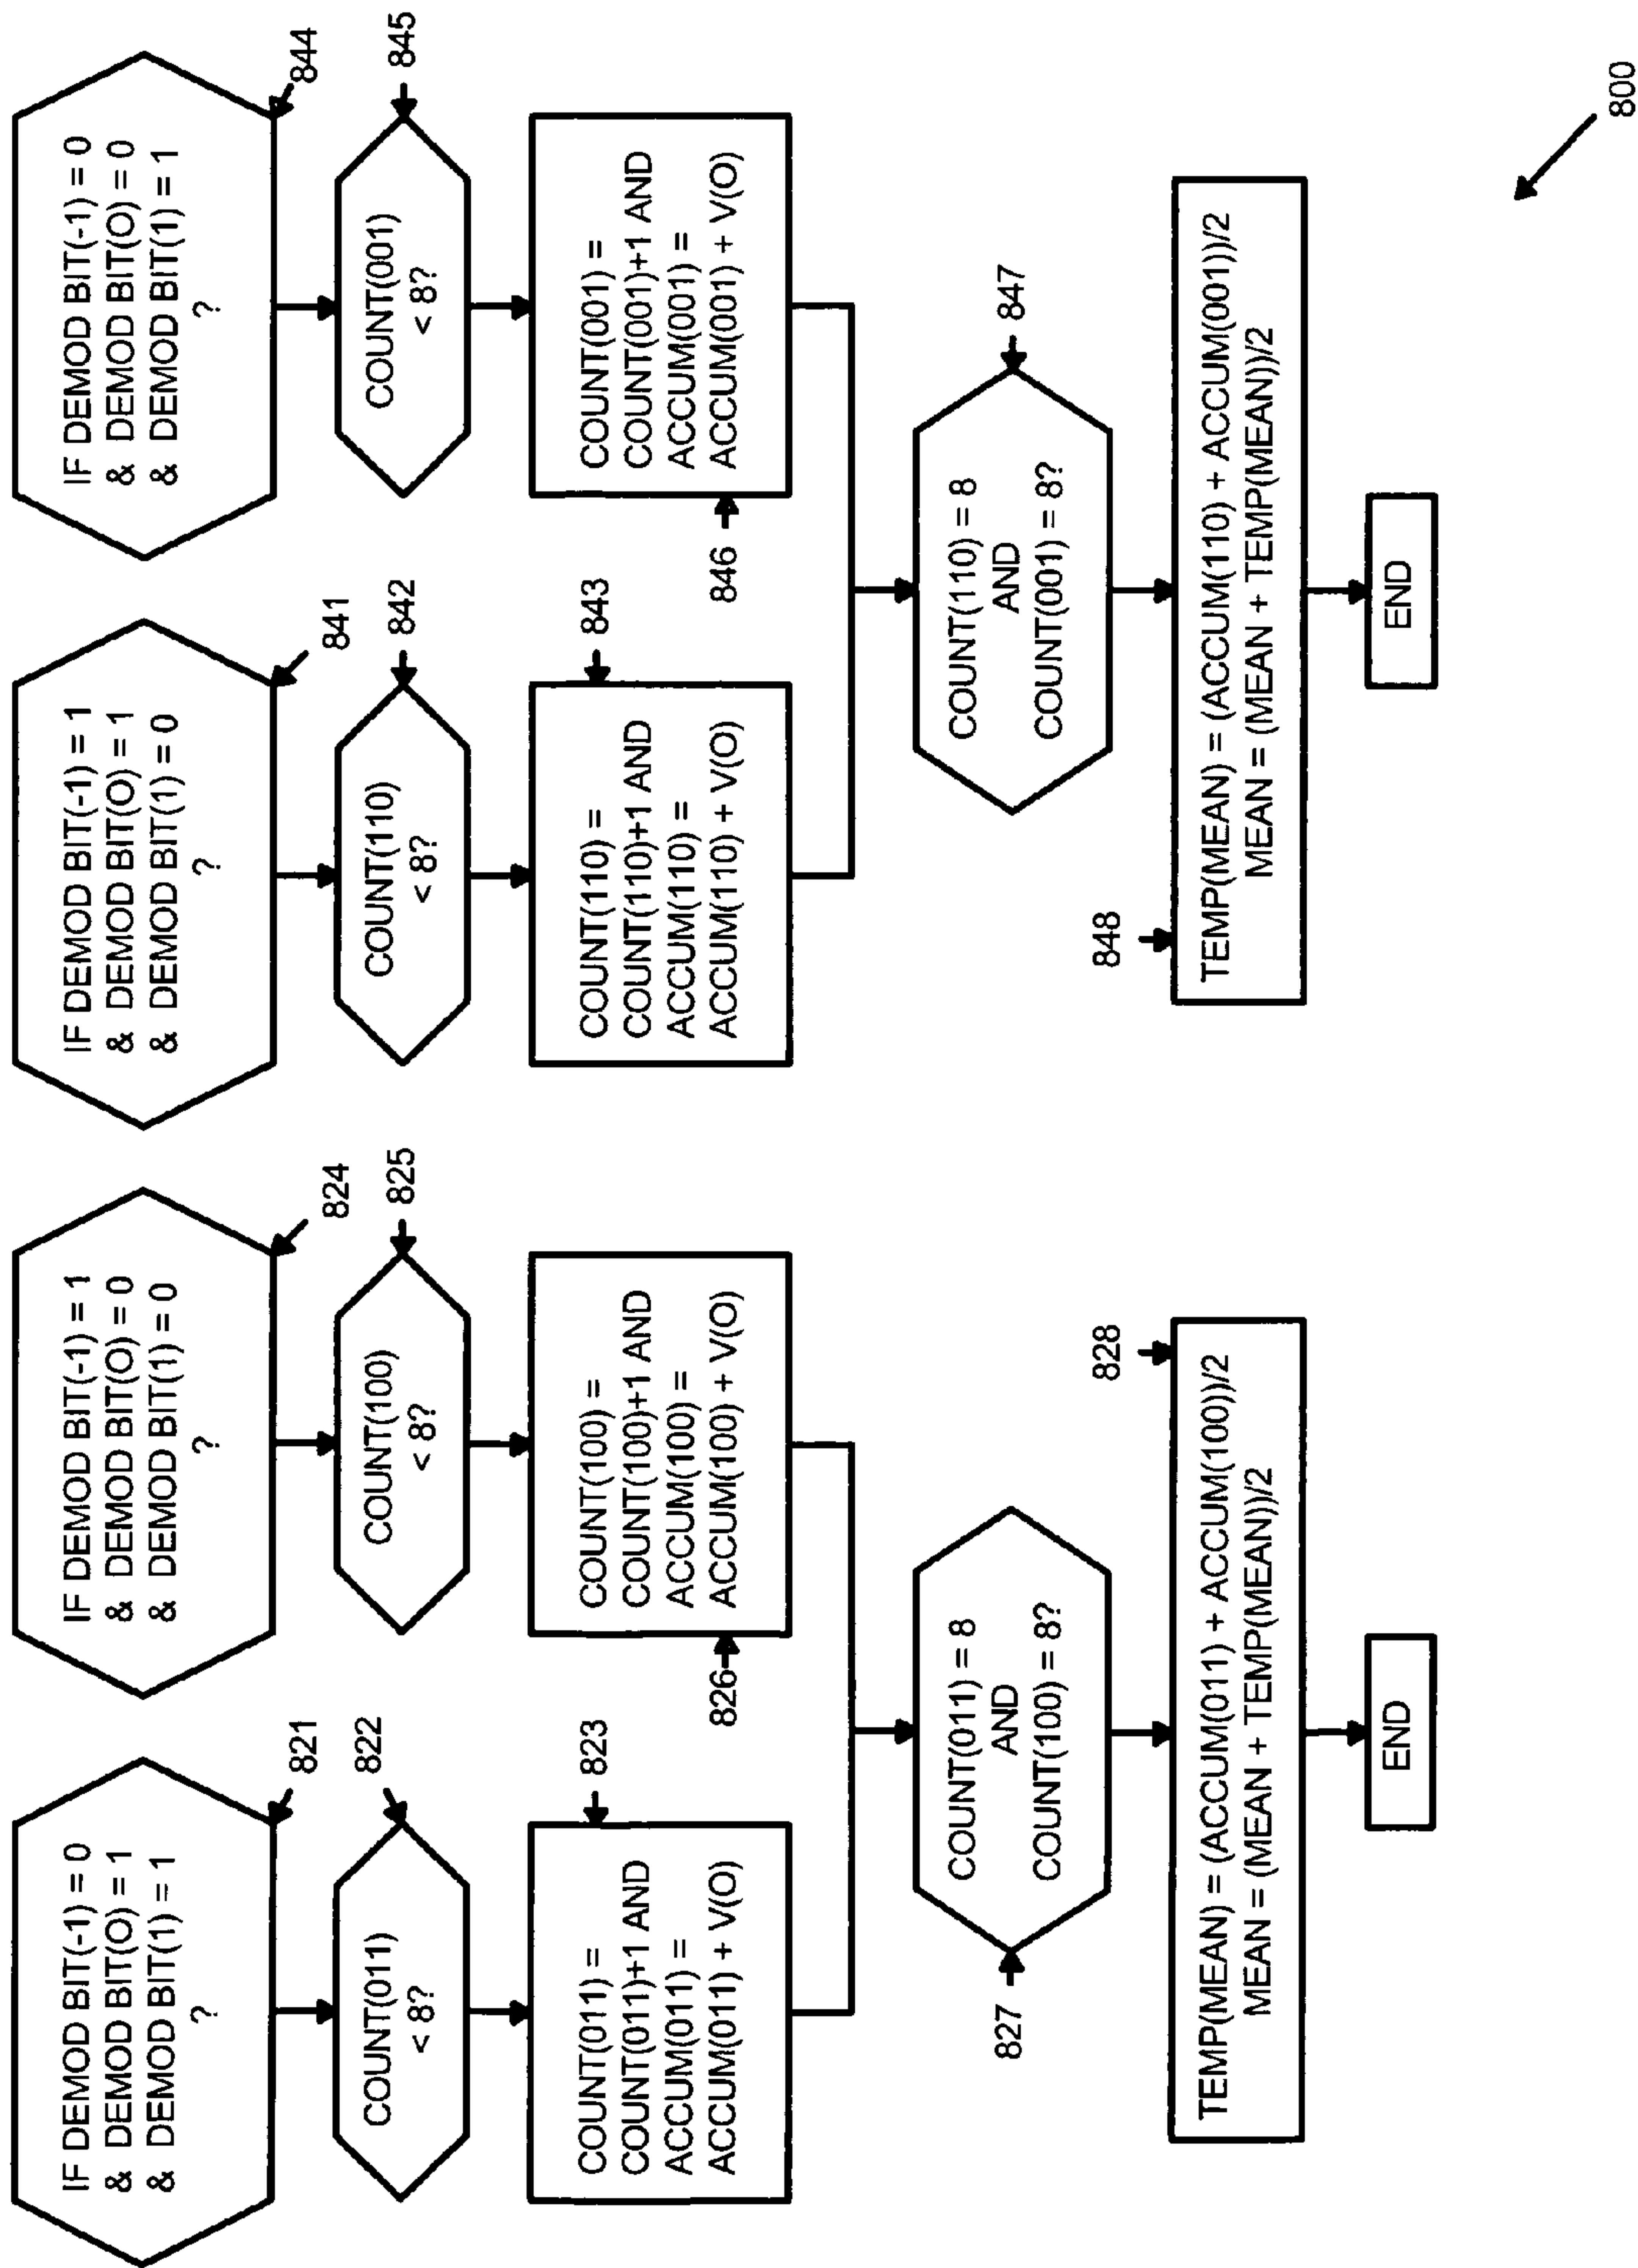 IF DEMOD BIT(-1) = 0
& DEMOD BIT(O) = 1
& DEMOD BIT(1) = 1
?
821
COUNT(011)
< 8?
822
COUNT(011) =
COUNT(011)+1 AND
ACCUM(011) =
ACCUM(011) + V(O)
823
IF DEMOD BIT(-1) = 1
& DEMOD BIT(O) = 0
& DEMOD BIT(1) = 0
?
824
COUNT(100)
< 8?
825
COUNT(100) =
COUNT(100)+1 AND
ACCUM(100) =
ACCUM(100) + V(O)
826
COUNT(011) = 8
AND
COUNT(100) = 8?
827
TEMP(MEAN) = (ACCUM(011) + ACCUM(100))/2
MEAN = (MEAN + TEMP(MEAN))/2
828
END
IF DEMOD BIT(-1) = 1
& DEMOD BIT(O) = 1
& DEMOD BIT(1) = 0
?
841
COUNT(110)
< 8?
842
COUNT(110) =
COUNT(110)+1 AND
ACCUM(110) =
ACCUM(110) + V(O)
843
IF DEMOD BIT(-1) = 0
& DEMOD BIT(O) = 0
& DEMOD BIT(1) = 1
?
844
COUNT(001)
< 8?
845
COUNT(001) =
COUNT(001)+1 AND
ACCUM(001) =
ACCUM(001) + V(O)
846
COUNT(110) = 8
AND
COUNT(001) = 8?
847
TEMP(MEAN) = (ACCUM(110) + ACCUM(001))/2
MEAN = (MEAN + TEMP(MEAN))/2
848
END
800